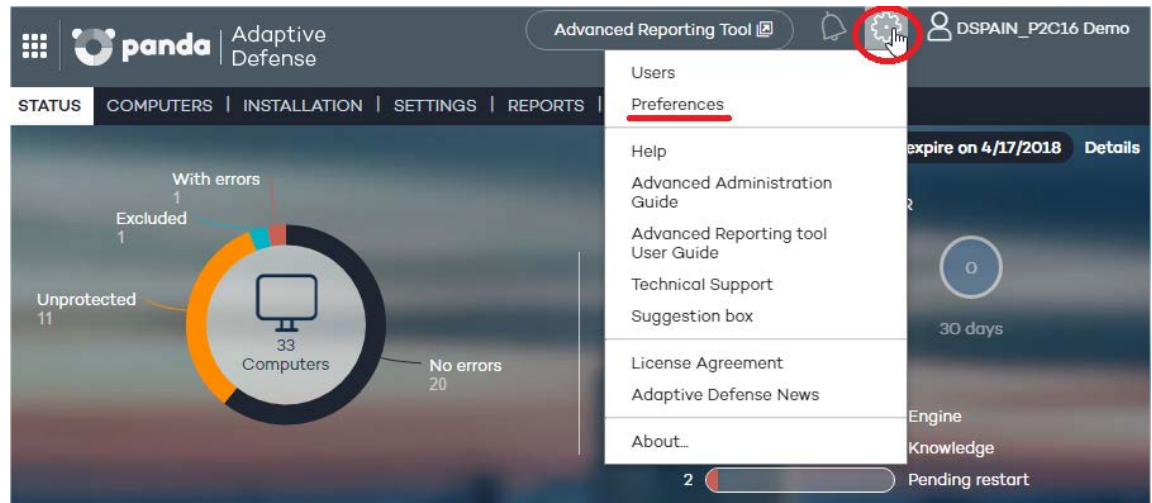 panda
Adaptive
Defense
Advanced Reporting Tool
DSPAIN_P2C16 Demo
STATUS
COMPUTERS | INSTALLATION | SETTINGS | REPORTS |
Users
Preferences
Help
Advanced Administration
Guide
Advanced Reporting tool
User Guide
Technical Support
Suggestion box
License Agreement
Adaptive Defense News
About...
expire on 4/17/2018
Details
With errors
1
Excluded
1
Unprotected
11
33
Computers
No errors
20
R
0
30 days
Engine
Knowledge
2
Pending restart